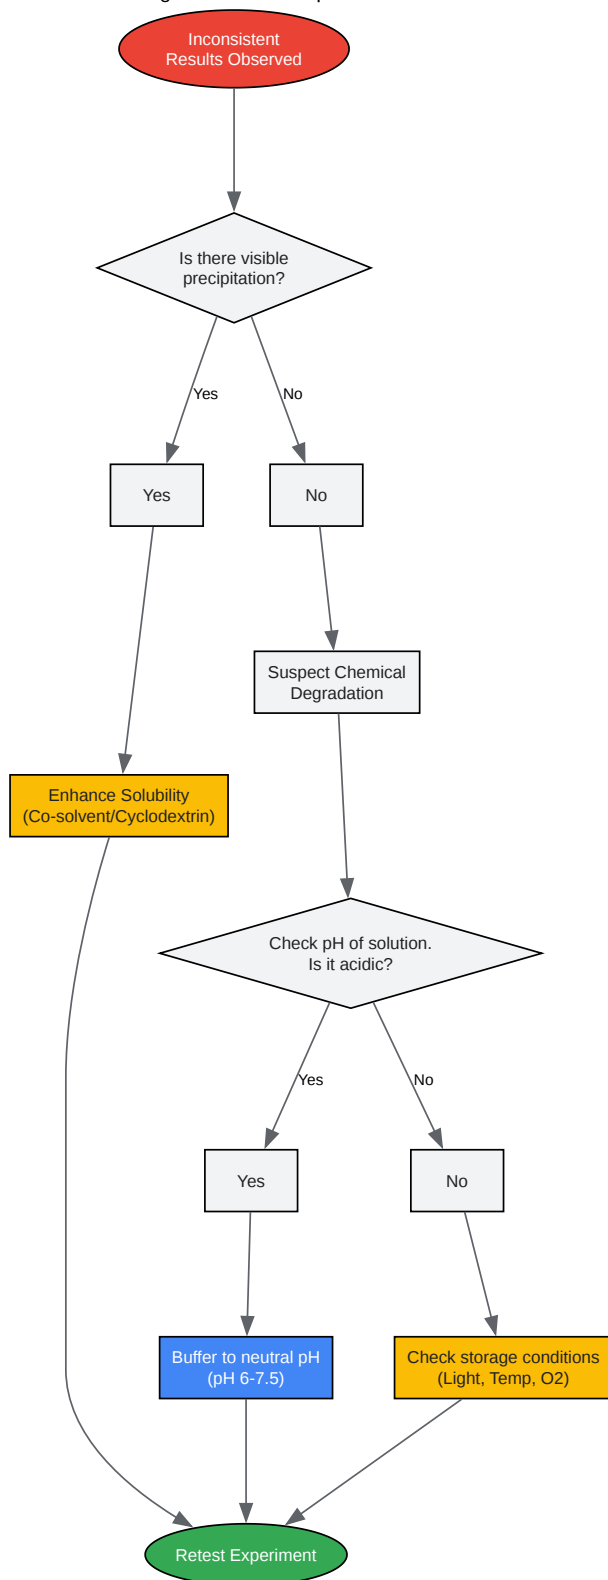 Inconsistent
Results Observed
Is there visible
precipitation?
Yes
No
Yes
No
Suspect Chemical
Degradation
Enhance Solubility
(Co-solvent/Cyclodextrin)
Check pH of solution.
Is it acidic?
Yes
No
Yes
No
Buffer to neutral pH
(pH 6-7.5)
Check storage conditions
(Light, Temp, O2)
Retest Experiment